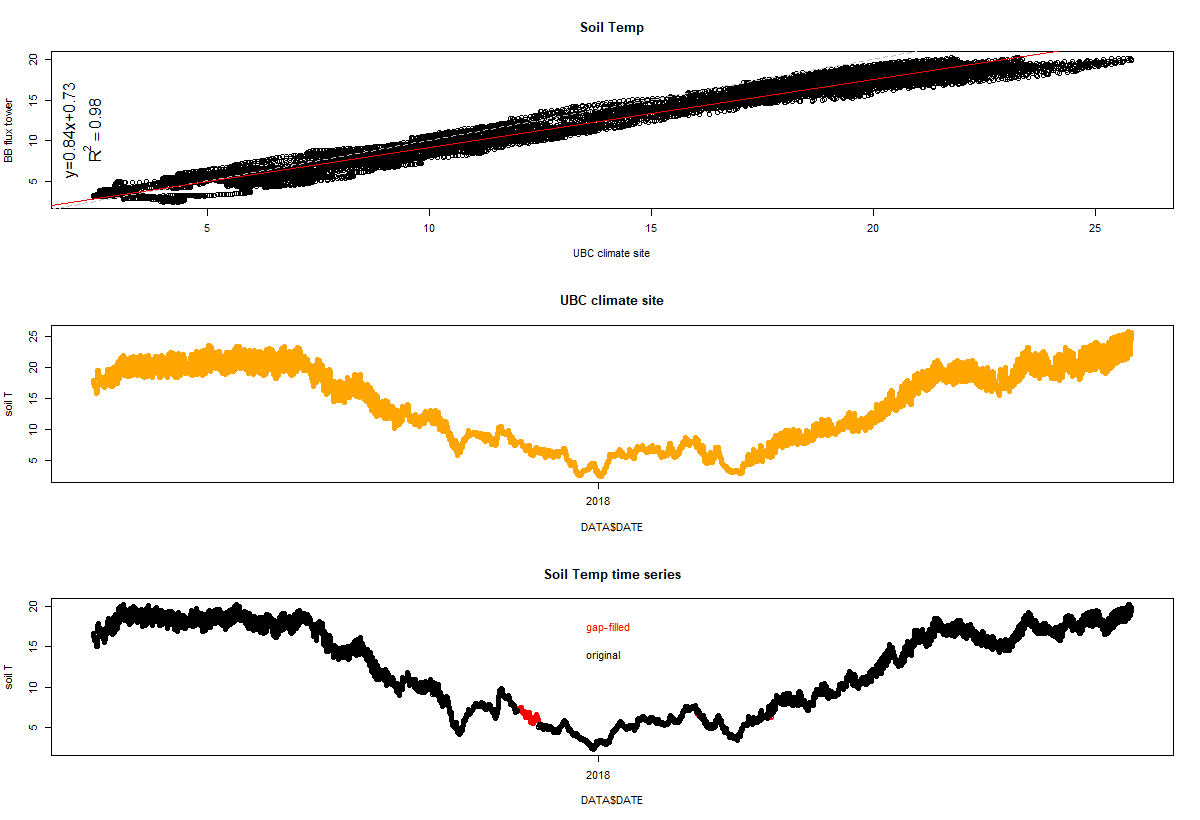 Soil Temp
BB flux tower
20
15
10
5
y=0.84x+0.73
R² = 0.98
5 10 15 20 25
UBC climate site
UBC climate site
soil T
25
20
15
10
5
2018
DATA$DATE
Soil Temp time series
soil T
20
15
10
5
gap-filled
original
2018
DATA$DATE